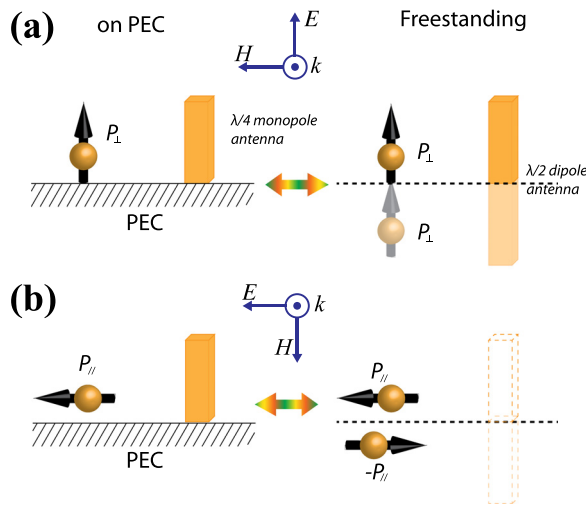 (a) on PEC Freestanding
E
H
k
P⊥
λ/4 monopole
antenna
P⊥
λ/2 dipole
antenna
PEC
P⊥
(b)
E
k
H
P//
P//
PEC
-P//